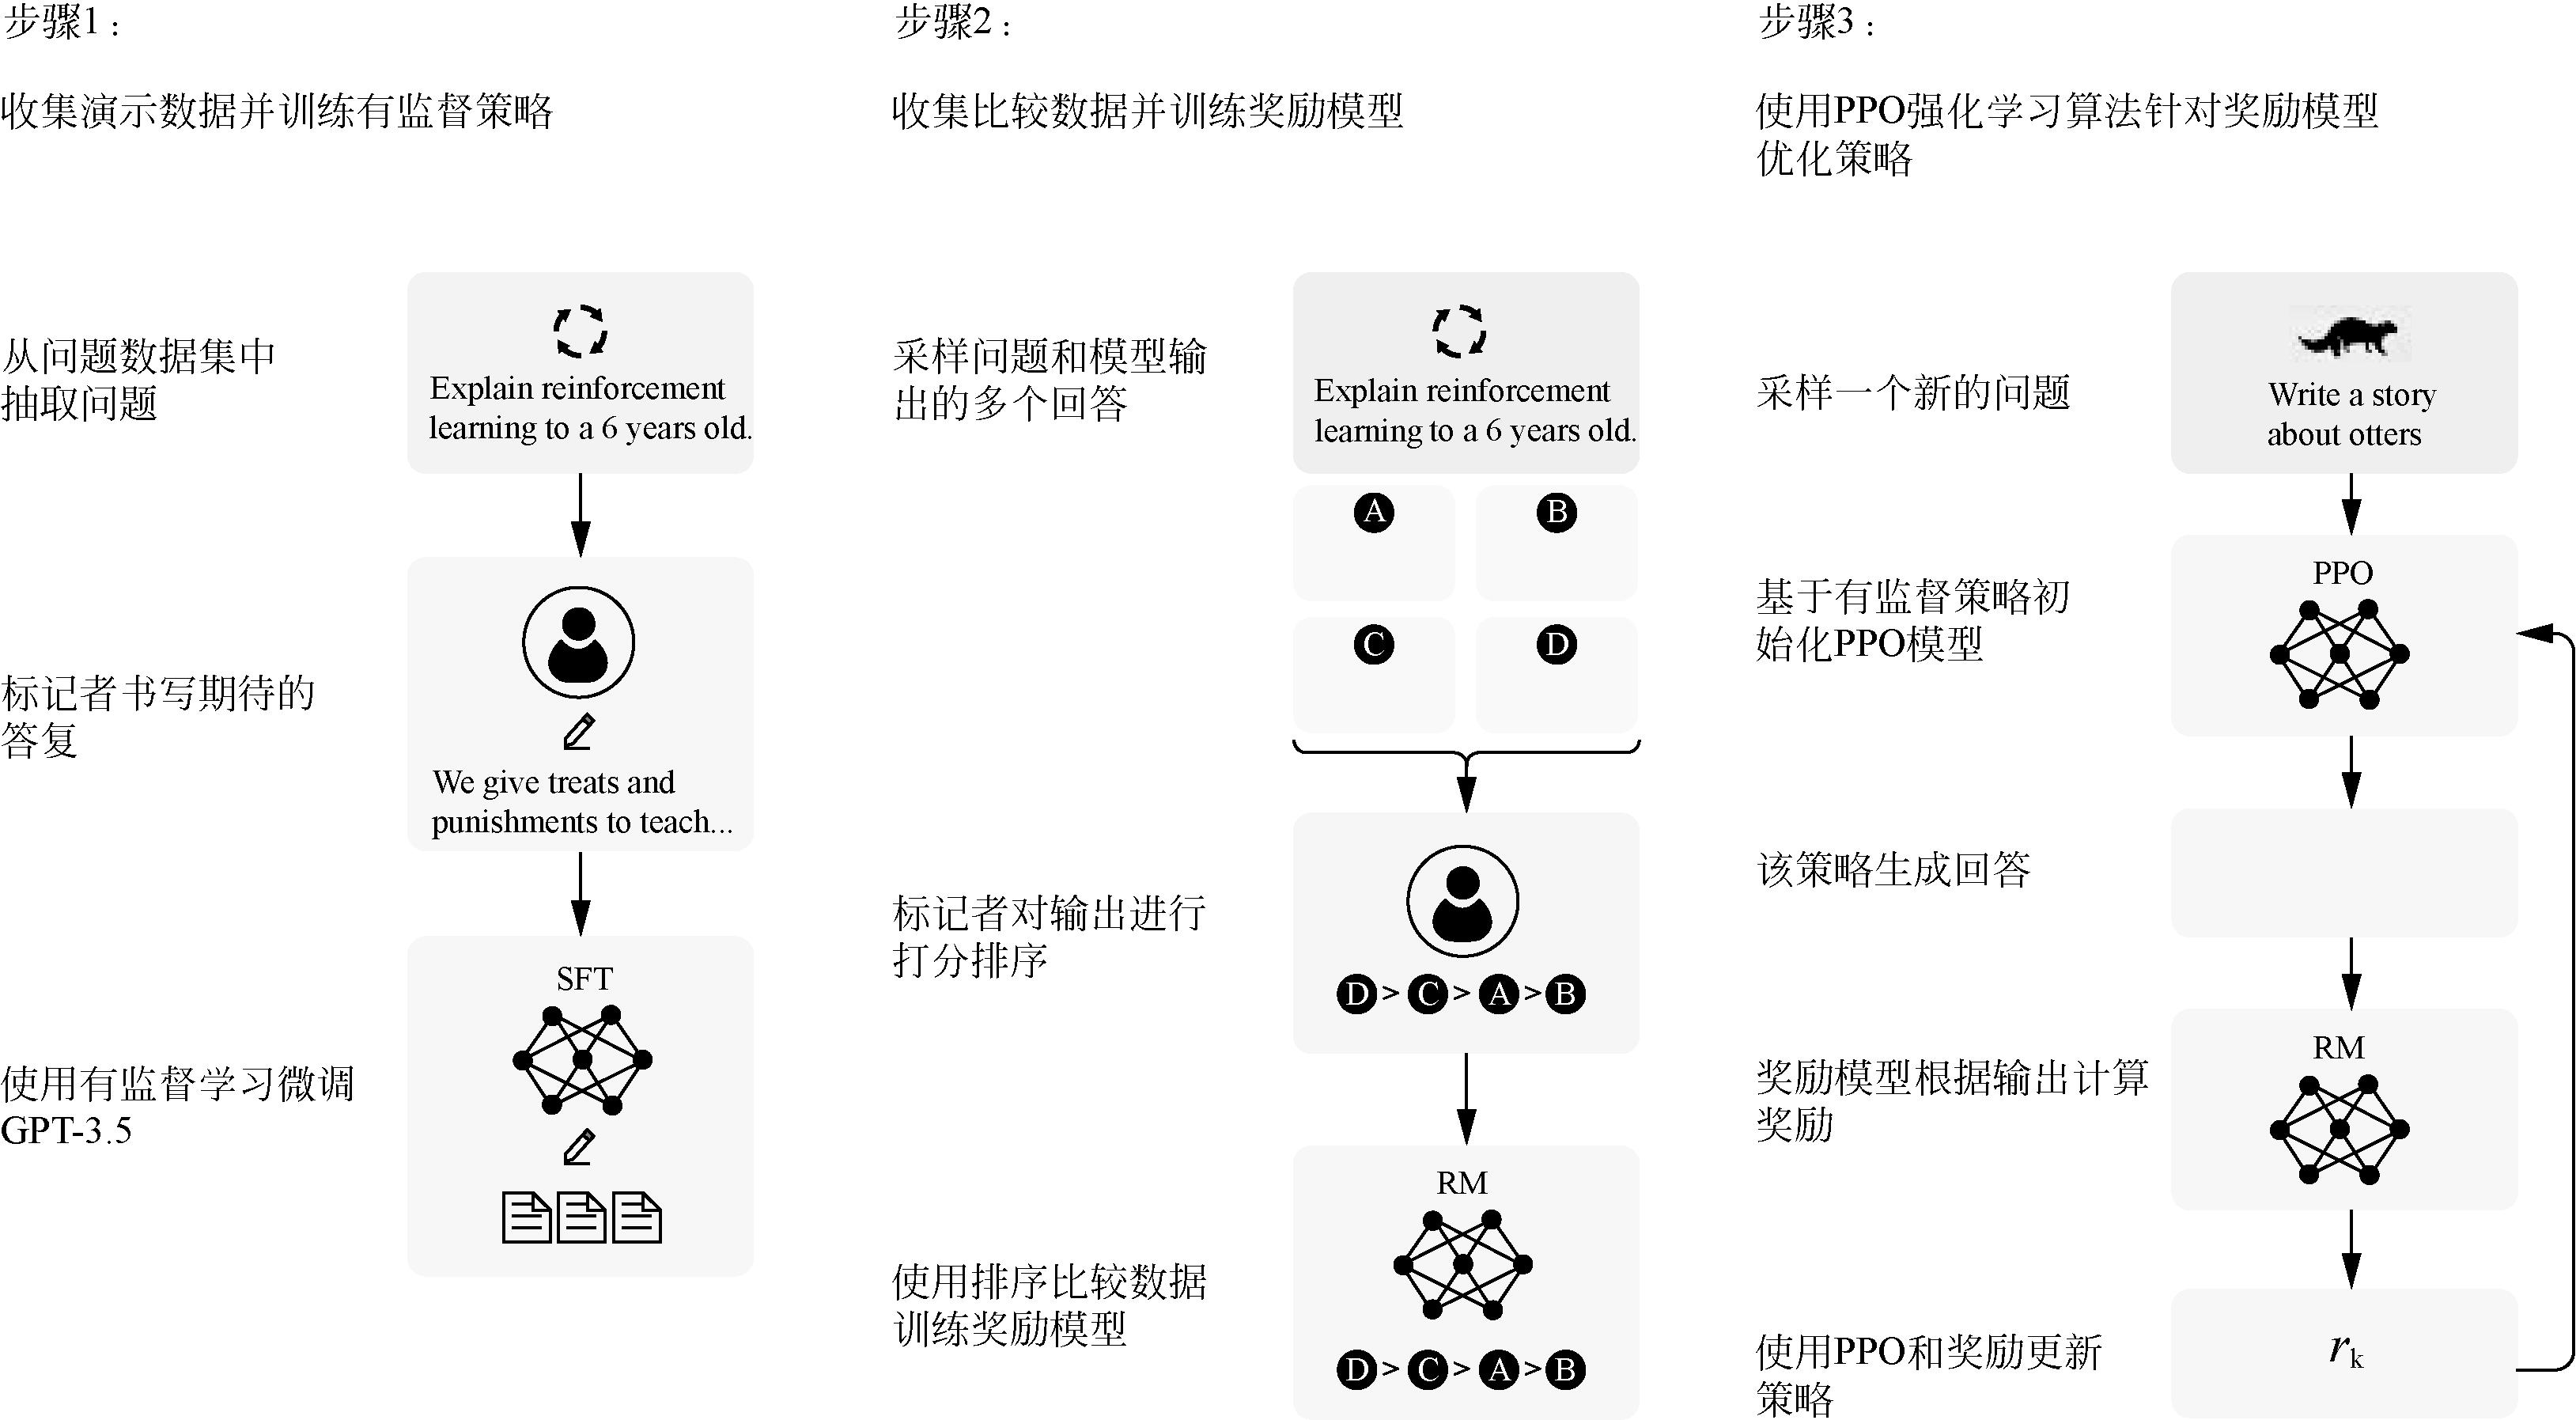 步骤1：
收集演示数据并训练有监督策略
从问题数据集中
抽取问题
Explain reinforcement
learning to a 6 years old.
标记者书写期待的
答复
We give treats and
punishments to teach...
使用有监督学习微调
GPT-3.5
SFT
步骤2：
收集比较数据并训练奖励模型
采样问题和模型输
出的多个回答
Explain reinforcement
learning to a 6 years old.
A B
C D
标记者对输出进行
打分排序
D > C > A > B
使用排序比较数据
训练奖励模型
RM
D > C > A > B
步骤3：
使用PPO强化学习算法针对奖励模型
优化策略
采样一个新的问题
Write a story
about otters
基于有监督策略初
始化PPO模型
PPO
该策略生成回答
奖励模型根据输出计算
奖励
RM
使用PPO和奖励更新
策略
rk